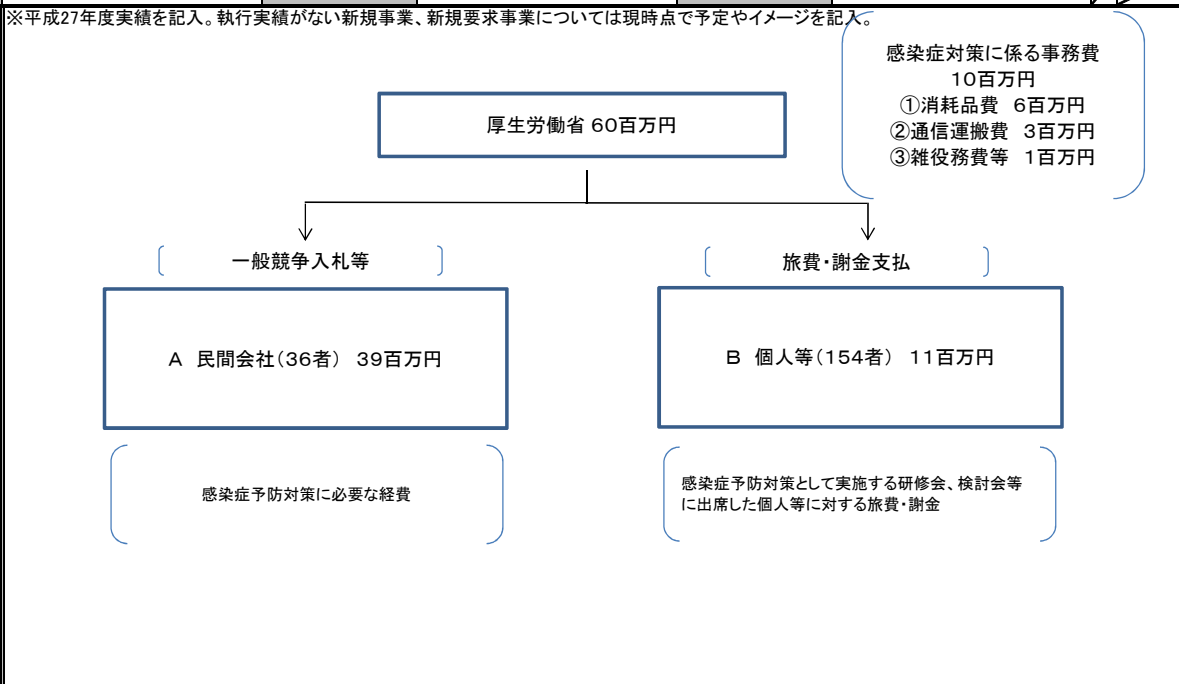 ※平成27年度実績を記入。執行実績がない新規事業、新規要求事業については現時点で予定やイメージを記入。
感染症対策に係る事務費
10百万円
①消耗品費 6百万円
②通信運搬費 3百万円
③雑役務費等 1百万円
厚生労働省 60百万円
一般競争入札等
旅費・謝金支払
A 民間会社(36者) 39百万円
B 個人等(154者) 11百万円
感染症予防対策に必要な経費
感染症予防対策として実施する研修会、検討会等
に出席した個人等に対する旅費・謝金